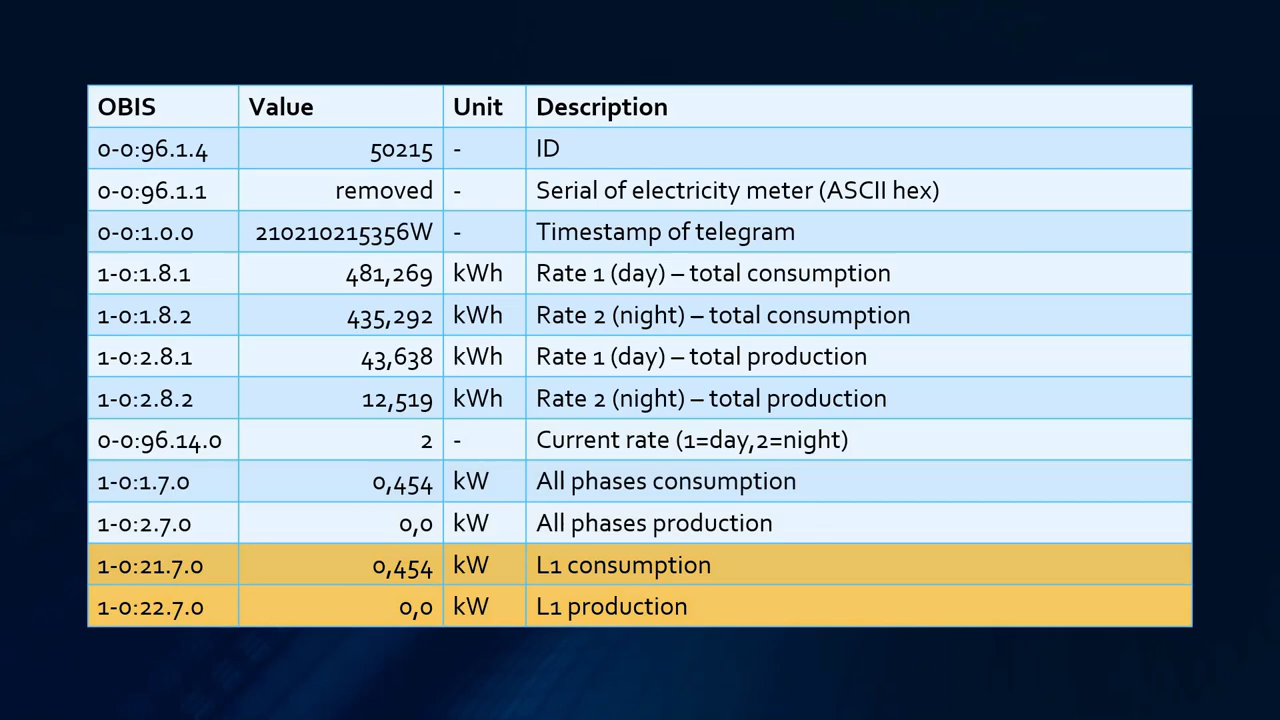 OBIS Value Unit Description
0-0:96.1.4 50215 - ID
0-0:96.1.1 removed - Serial of electricity meter (ASCII hex)
0-0:1.0.0 210210215356W - Timestamp of telegram
1-0:1.8.1 481,269 kWh Rate 1 (day) – total consumption
1-0:1.8.2 435,292 kWh Rate 2 (night) – total consumption
1-0:2.8.1 43,638 kWh Rate 1 (day) – total production
1-0:2.8.2 12,519 kWh Rate 2 (night) – total production
0-0:96.14.0 2 - Current rate (1=day,2=night)
1-0:1.7.0 0,454 kW All phases consumption
1-0:2.7.0 0,0 kW All phases production
1-0:21.7.0 0,454 kW L1 consumption
1-0:22.7.0 0,0 kW L1 production